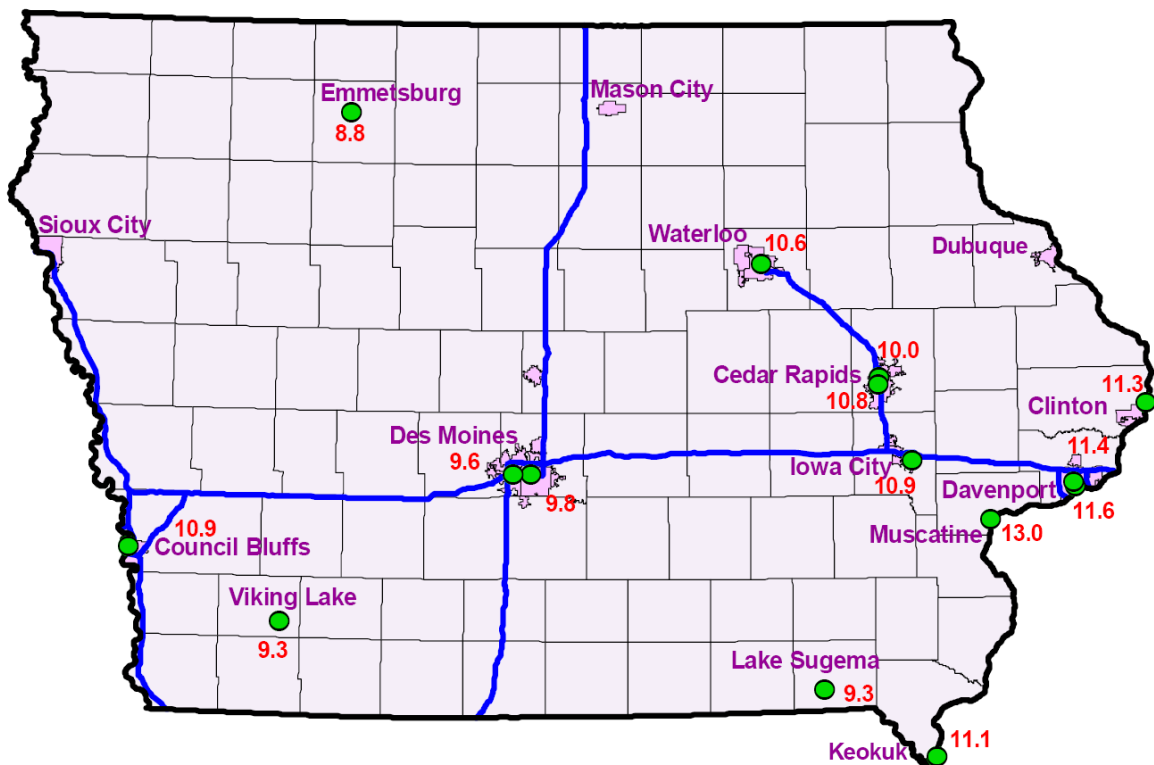 Emmetsburg
8.8
Mason City
Sioux City
Waterloo
10.6
Dubuque
10.0
Cedar Rapids
10.8
11.3
Clinton
Des Moines
9.6
9.8
11.4
Iowa City
10.9
Davenport
11.6
Muscatine
13.0
10.9
Council Bluffs
Viking Lake
9.3
Lake Sugema
9.3
Keokuk
11.1